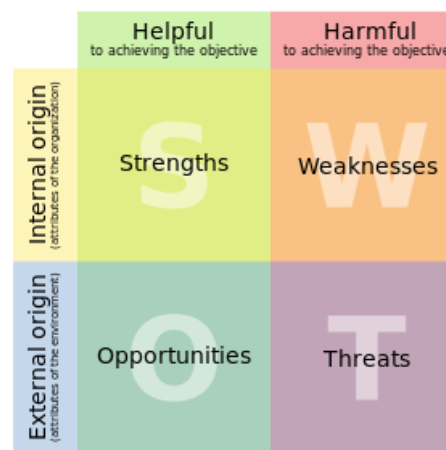 Helpful
to achieving the objective
Harmful
to achieving the objective
Internal origin
(attributes of the organization)
S
Strengths
W
Weaknesses
External origin
(attributes of the environment)
O
Opportunities
T
Threats